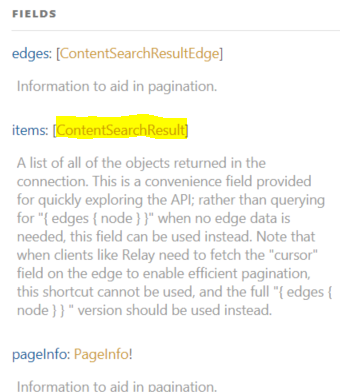 FIELDS
edges: [ContentSearchResultEdge]
Information to aid in pagination.
items: [ContentSearchResult]
A list of all of the objects returned in the
connection. This is a convenience field provided
for quickly exploring the API; rather than querying
for "{ edges { node } }" when no edge data is
needed, this field can be used instead. Note that
when clients like Relay need to fetch the "cursor"
field on the edge to enable efficient pagination,
this shortcut cannot be used, and the full "{ edges {
node } } " version should be used instead.
pageInfo: PageInfo!
Information to aid in pagination.